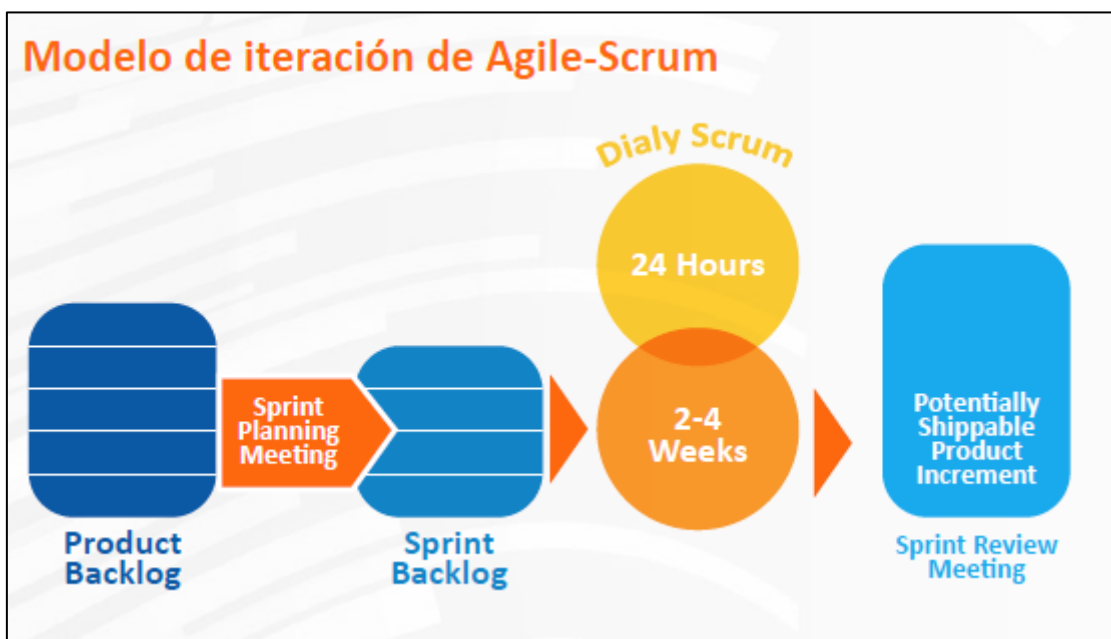 Modelo de iteración de Agile-Scrum
Dialy Scrum
24 Hours
Sprint
Planning
Meeting
2-4
Weeks
Potentially
Shippable
Product
Increment
Product
Backlog
Sprint
Backlog
Sprint Review
Meeting